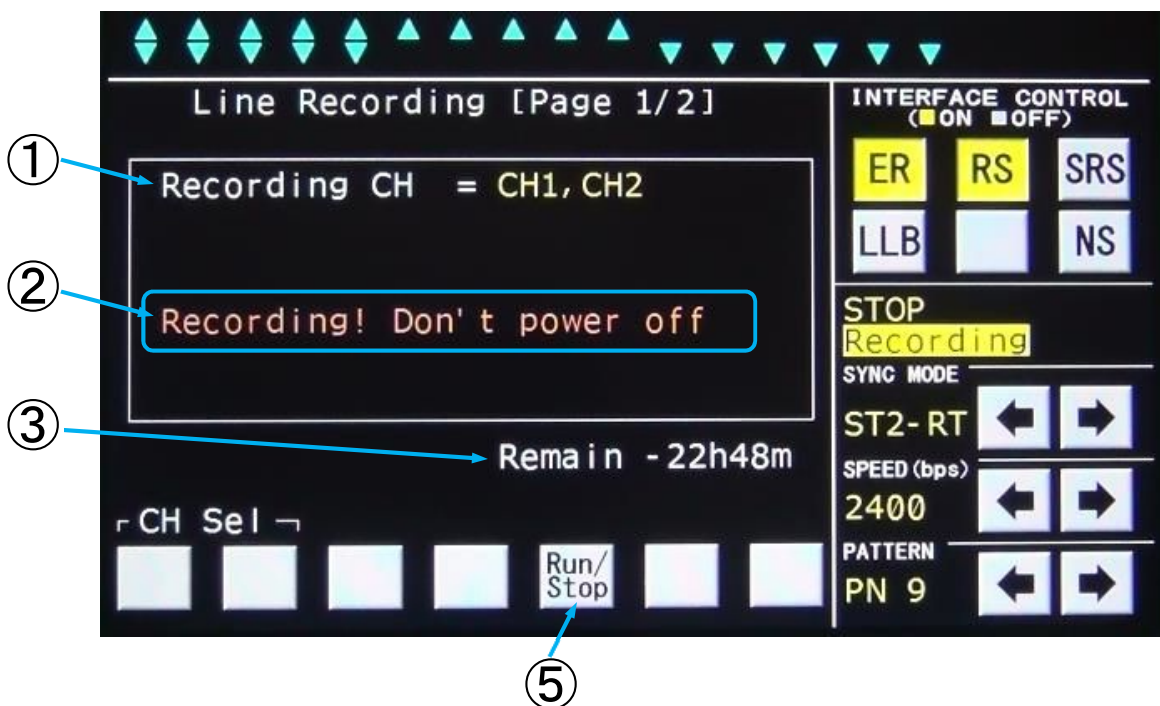 Line Recording [Page 1/2]
① Recording CH = CH1,CH2
② Recording! Don't power off
③ Remain -22h48m
CH Sel
Run/
Stop
⑤
INTERFACE CONTROL
(■ON ■OFF)
ER RS SRS
LLB NS
STOP
Recording
SYNC MODE
ST2-RT
SPEED(bps)
2400
PATTERN
PN 9